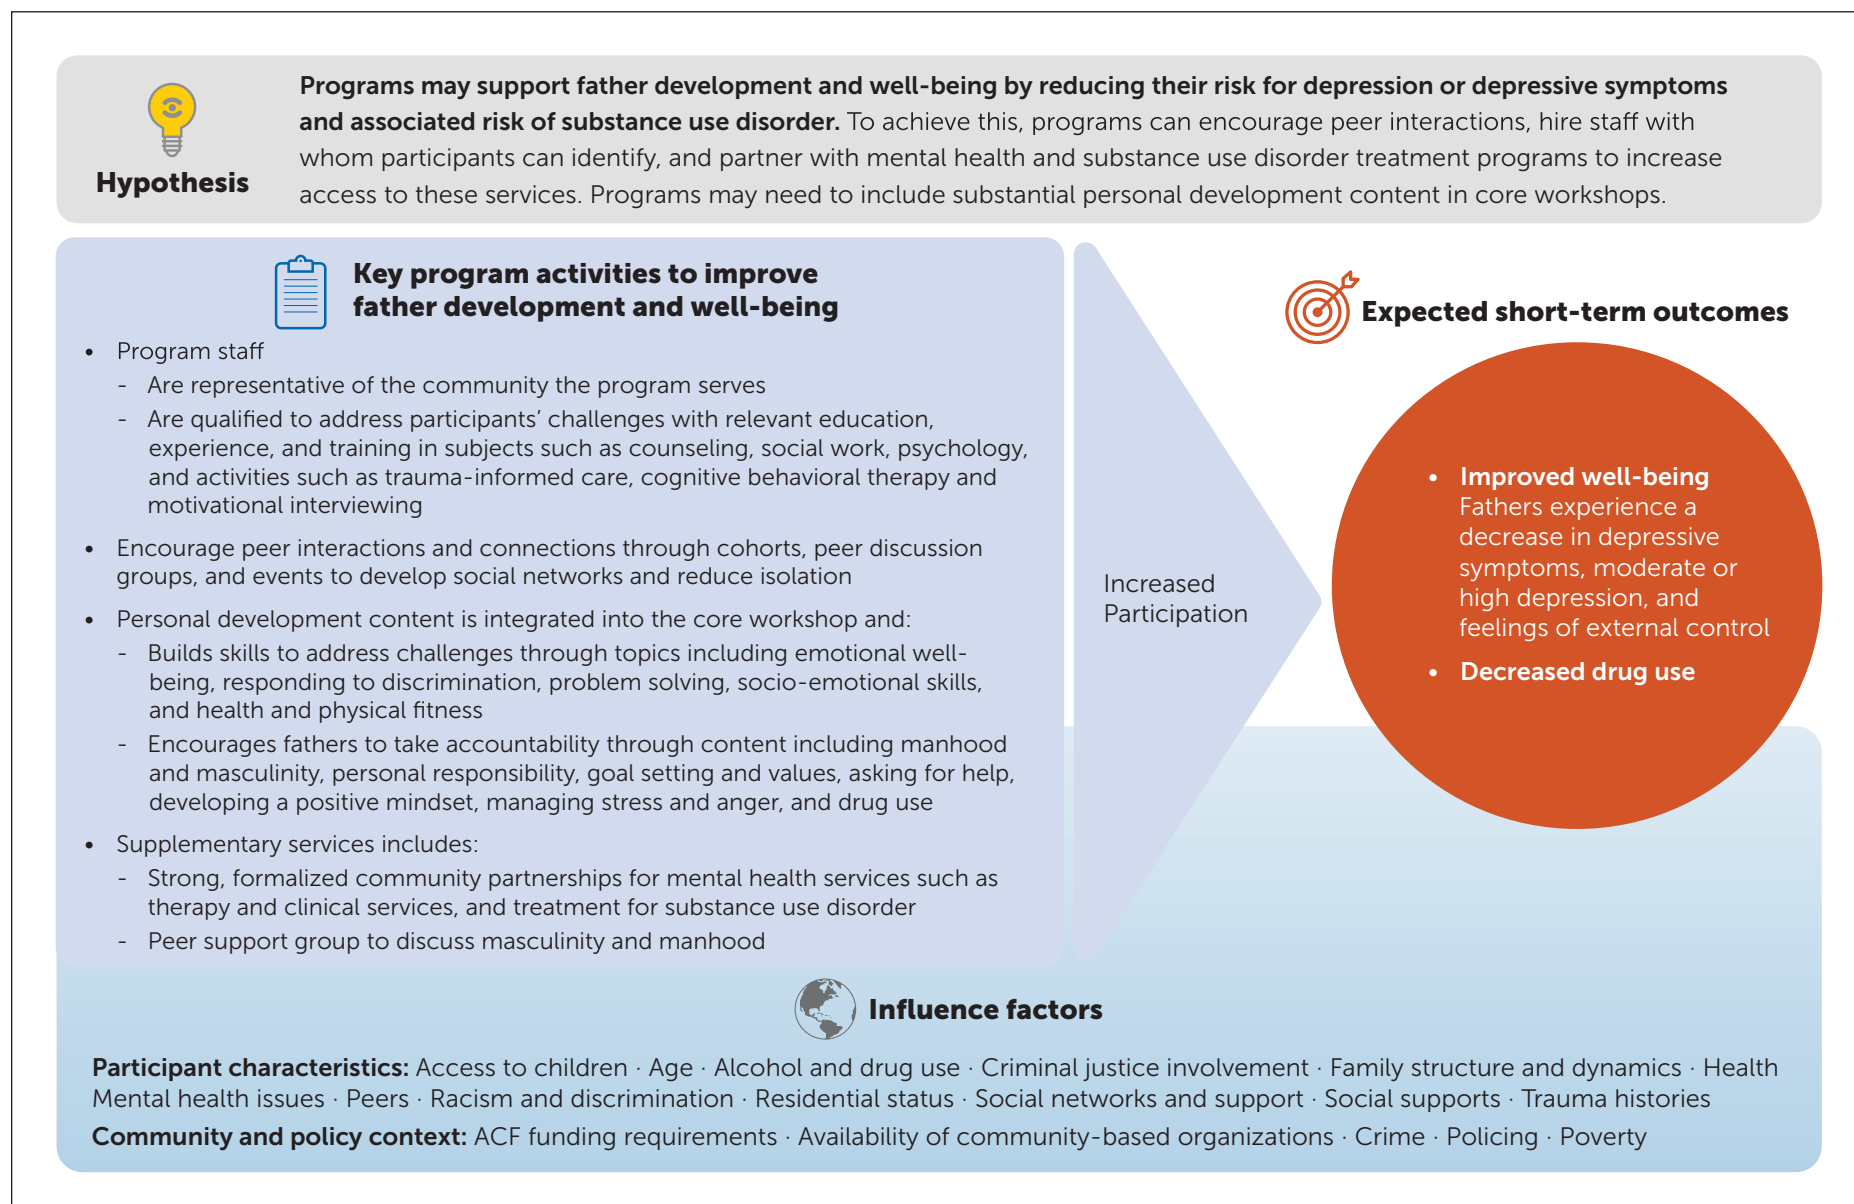 Hypothesis
Programs may support father development and well-being by reducing their risk for depression or depressive symptoms
and associated risk of substance use disorder. To achieve this, programs can encourage peer interactions, hire staff with
whom participants can identify, and partner with mental health and substance use disorder treatment programs to increase
access to these services. Programs may need to include substantial personal development content in core workshops.
Key program activities to improve
father development and well-being
• Program staff
- Are representative of the community the program serves
- Are qualified to address participants’ challenges with relevant education,
experience, and training in subjects such as counseling, social work, psychology,
and activities such as trauma-informed care, cognitive behavioral therapy and
motivational interviewing
• Encourage peer interactions and connections through cohorts, peer discussion
groups, and events to develop social networks and reduce isolation
• Personal development content is integrated into the core workshop and:
- Builds skills to address challenges through topics including emotional well-
being, responding to discrimination, problem solving, socio-emotional skills,
and health and physical fitness
- Encourages fathers to take accountability through content including manhood
and masculinity, personal responsibility, goal setting and values, asking for help,
developing a positive mindset, managing stress and anger, and drug use
• Supplementary services includes:
- Strong, formalized community partnerships for mental health services such as
therapy and clinical services, and treatment for substance use disorder
- Peer support group to discuss masculinity and manhood
Increased
Participation
Expected short-term outcomes
• Improved well-being
Fathers experience a
decrease in depressive
symptoms, moderate or
high depression, and
feelings of external control
• Decreased drug use
Influence factors
Participant characteristics: Access to children · Age · Alcohol and drug use · Criminal justice involvement · Family structure and dynamics · Health
Mental health issues · Peers · Racism and discrimination · Residential status · Social networks and support · Social supports · Trauma histories
Community and policy context: ACF funding requirements · Availability of community-based organizations · Crime · Policing · Poverty